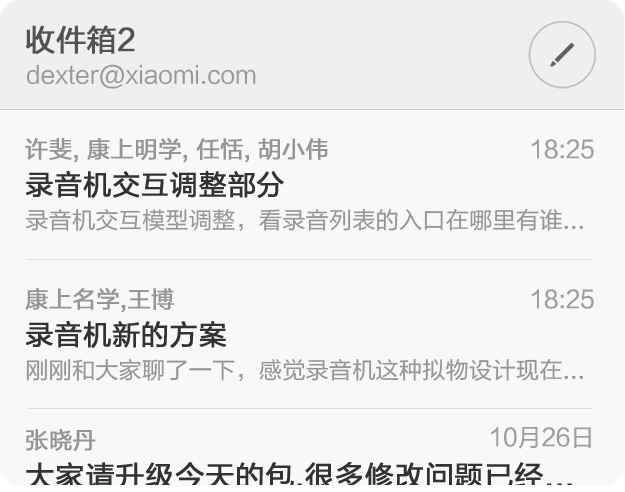 收件箱2
dexter@xiaomi.com
许斐, 康上明学, 任恬, 胡小伟 18:25
录音机交互调整部分
录音机交互模型调整，看录音列表的入口在哪里有谁...
康上名学,王博 18:25
录音机新的方案
刚刚和大家聊了一下，感觉录音机这种拟物设计现在...
张晓丹 10月26日
大家请升级今天的包,很多修改问题已经...